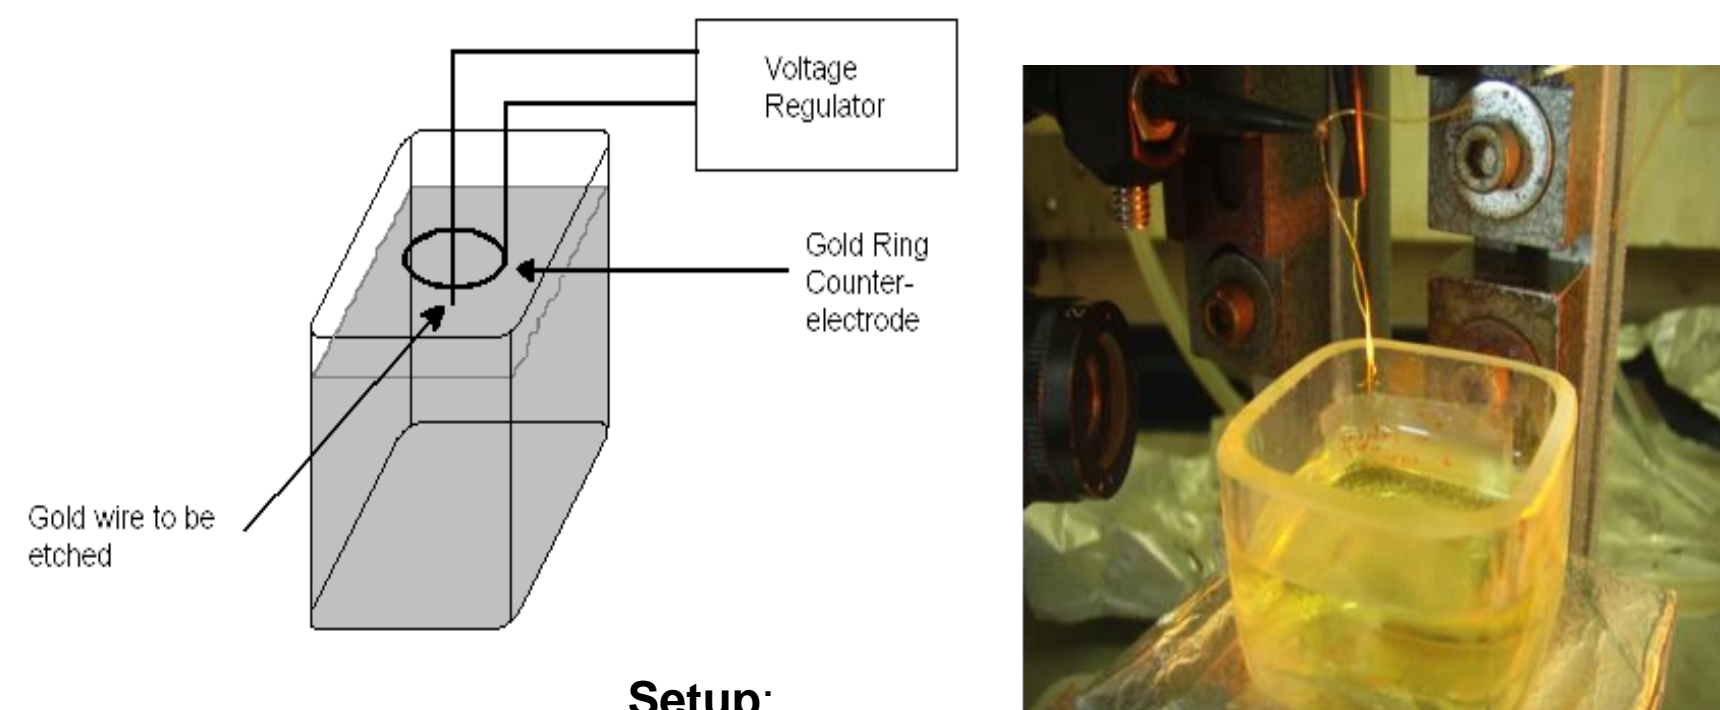 Voltage
Regulator
Gold Ring
Counter-
electrode
Gold wire to be
etched
Setup: